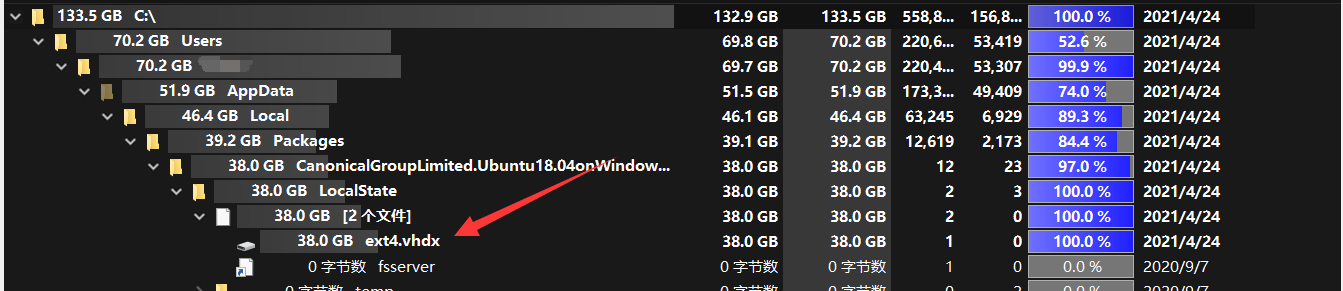 133.5 GB C:\ 132.9 GB 133.5 GB 558,8... 156,8... 100.0 % 2021/4/24
70.2 GB Users 69.8 GB 70.2 GB 220,6... 53,419 52.6 % 2021/4/24
70.2 GB 69.7 GB 70.2 GB 220,4... 53,307 99.9 % 2021/4/24
51.9 GB AppData 51.5 GB 51.9 GB 173,3... 49,409 74.0 % 2021/4/24
46.4 GB Local 46.1 GB 46.4 GB 63,245 6,929 89.3 % 2021/4/24
39.2 GB Packages 39.1 GB 39.2 GB 12,619 2,173 84.4 % 2021/4/24
38.0 GB CanonicalGroupLimited.Ubuntu18.04onWindow... 38.0 GB 38.0 GB 12 23 97.0 % 2021/4/24
38.0 GB LocalState 38.0 GB 38.0 GB 2 3 100.0 % 2021/4/24
38.0 GB [2 个文件] 38.0 GB 38.0 GB 2 0 100.0 % 2021/4/24
38.0 GB ext4.vhdx 38.0 GB 38.0 GB 1 0 100.0 % 2021/4/24
0 字节数 fsserver 0 字节数 0 字节数 1 0 0.0 % 2020/9/7
0 字节数 temp 0 字节数 0 字节数 0 2 0.0 % 2020/9/7